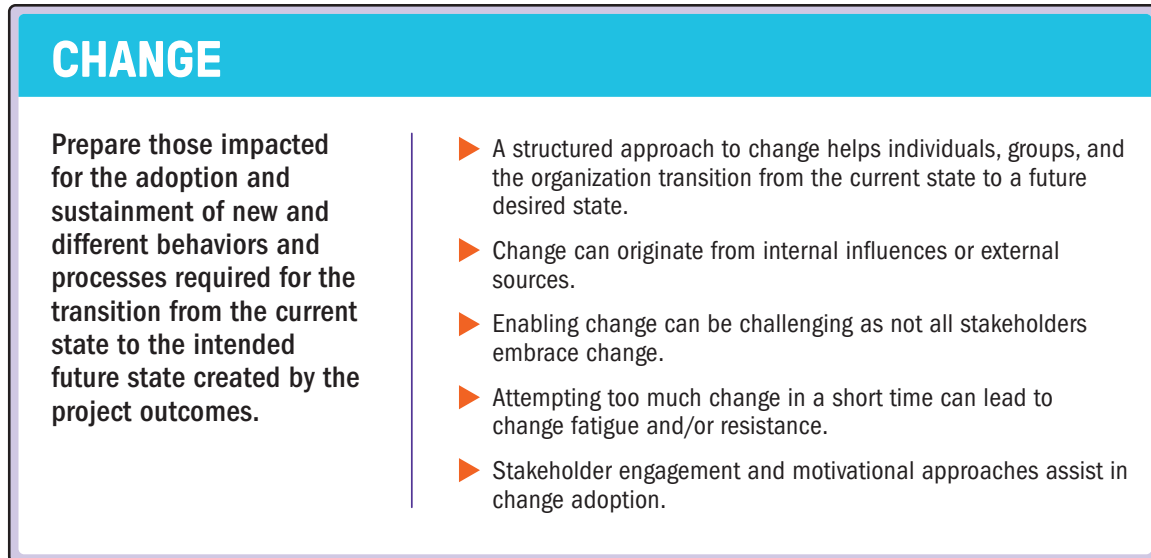 CHANGE
Prepare those impacted
for the adoption and
sustainment of new and
different behaviors and
processes required for the
transition from the current
state to the intended
future state created by the
project outcomes.
A structured approach to change helps individuals, groups, and
the organization transition from the current state to a future
desired state.
Change can originate from internal influences or external
sources.
Enabling change can be challenging as not all stakeholders
embrace change.
Attempting too much change in a short time can lead to
change fatigue and/or resistance.
Stakeholder engagement and motivational approaches assist in
change adoption.